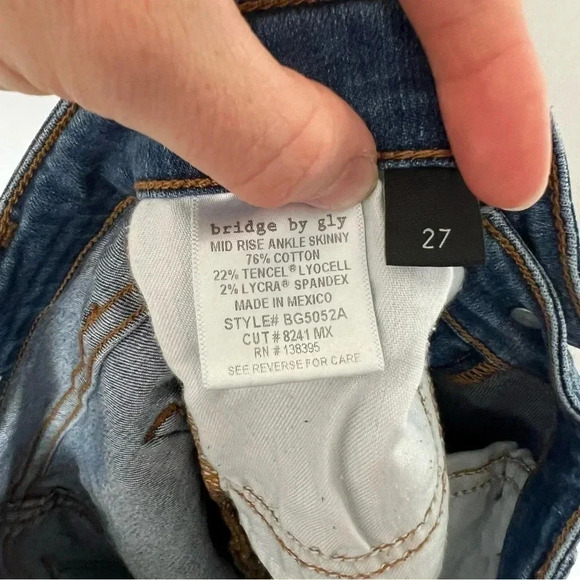 bridge by gly
MID RISE ANKLE SKINNY
76% COTTON
22% TENCEL® LYOCELL
2% LYCRA® SPANDEX
MADE IN MEXICO
STYLE# BG5052A
CUT # 8241 MX
RN # 138395
SEE REVERSE FOR CARE
27